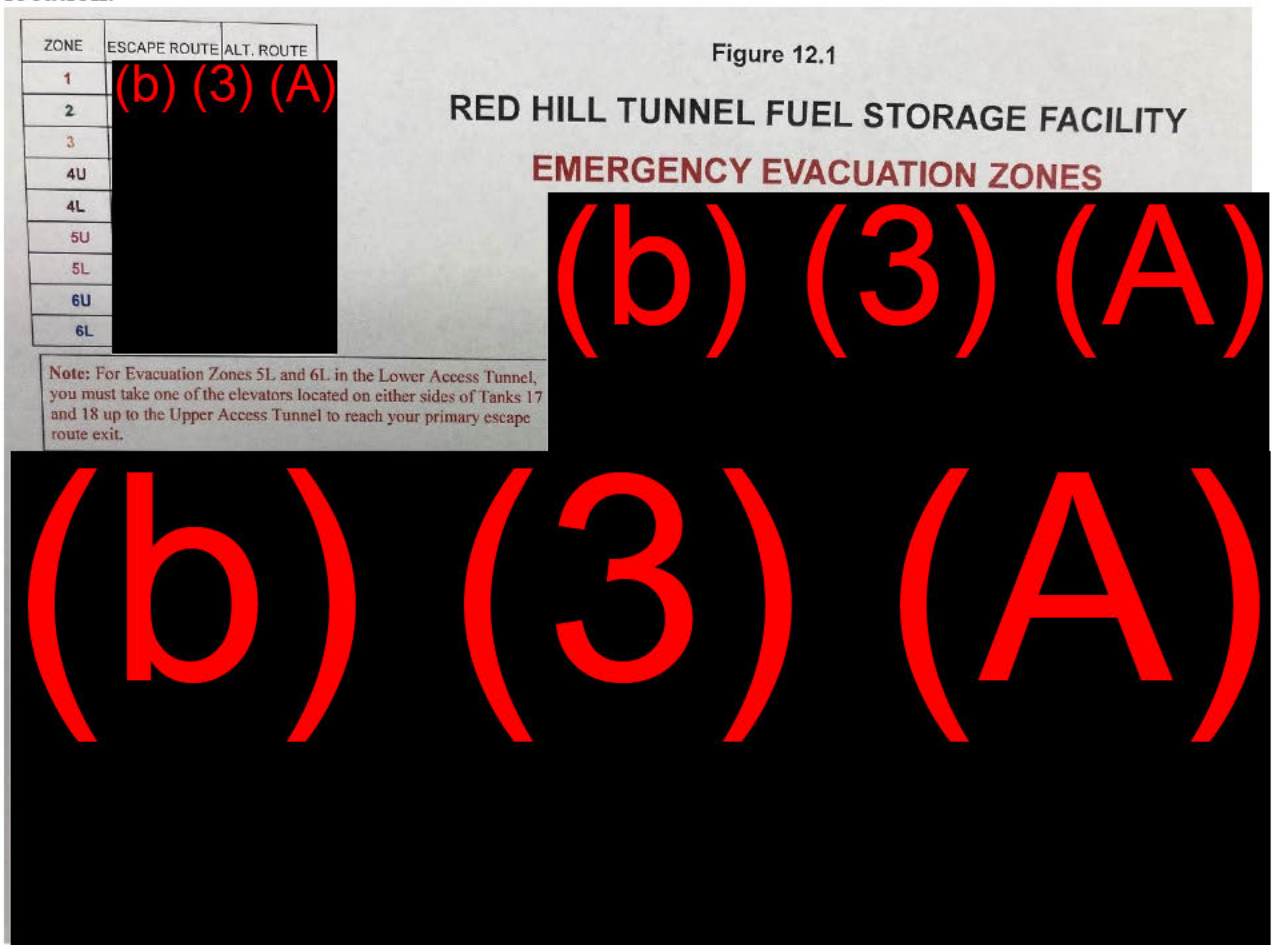 ZONE ESCAPE ROUTE ALT. ROUTE
1
2
3
4U
4L
5U
5L
6U
6L
(b) (3) (A)
Figure 12.1
RED HILL TUNNEL FUEL STORAGE FACILITY
EMERGENCY EVACUATION ZONES
(b) (3) (A)
Note: For Evacuation Zones 5L and 6L in the Lower Access Tunnel,
you must take one of the elevators located on either sides of Tanks 17
and 18 up to the Upper Access Tunnel to reach your primary escape
route exit.
(b) (3) (A)